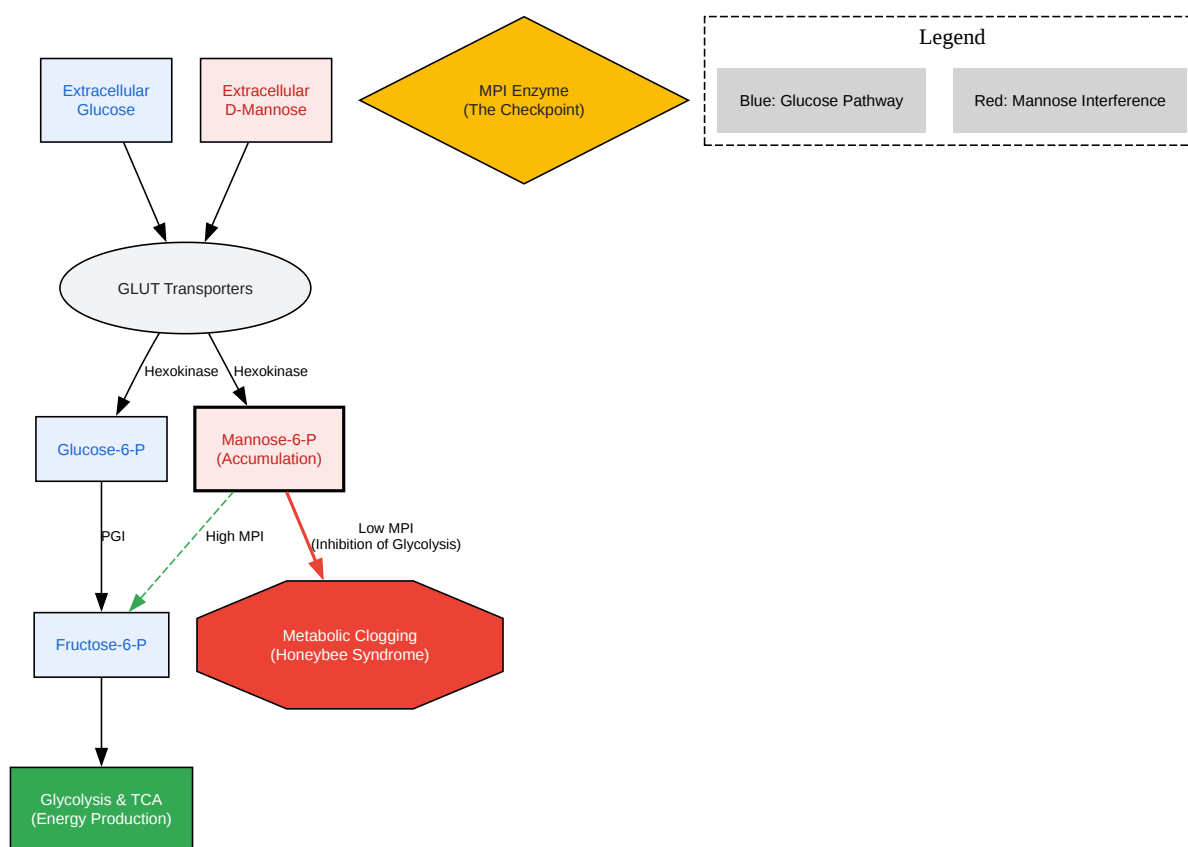 Extracellular
Glucose
Extracellular
D-Mannose
MPI Enzyme
(The Checkpoint)
Legend
Blue: Glucose Pathway
Red: Mannose Interference
GLUT Transporters
Hexokinase
Hexokinase
Glucose-6-P
Mannose-6-P
(Accumulation)
PGI
High MPI
Low MPI
(Inhibition of Glycolysis)
Fructose-6-P
Metabolic Clogging
(Honeybee Syndrome)
Glycolysis & TCA
(Energy Production)